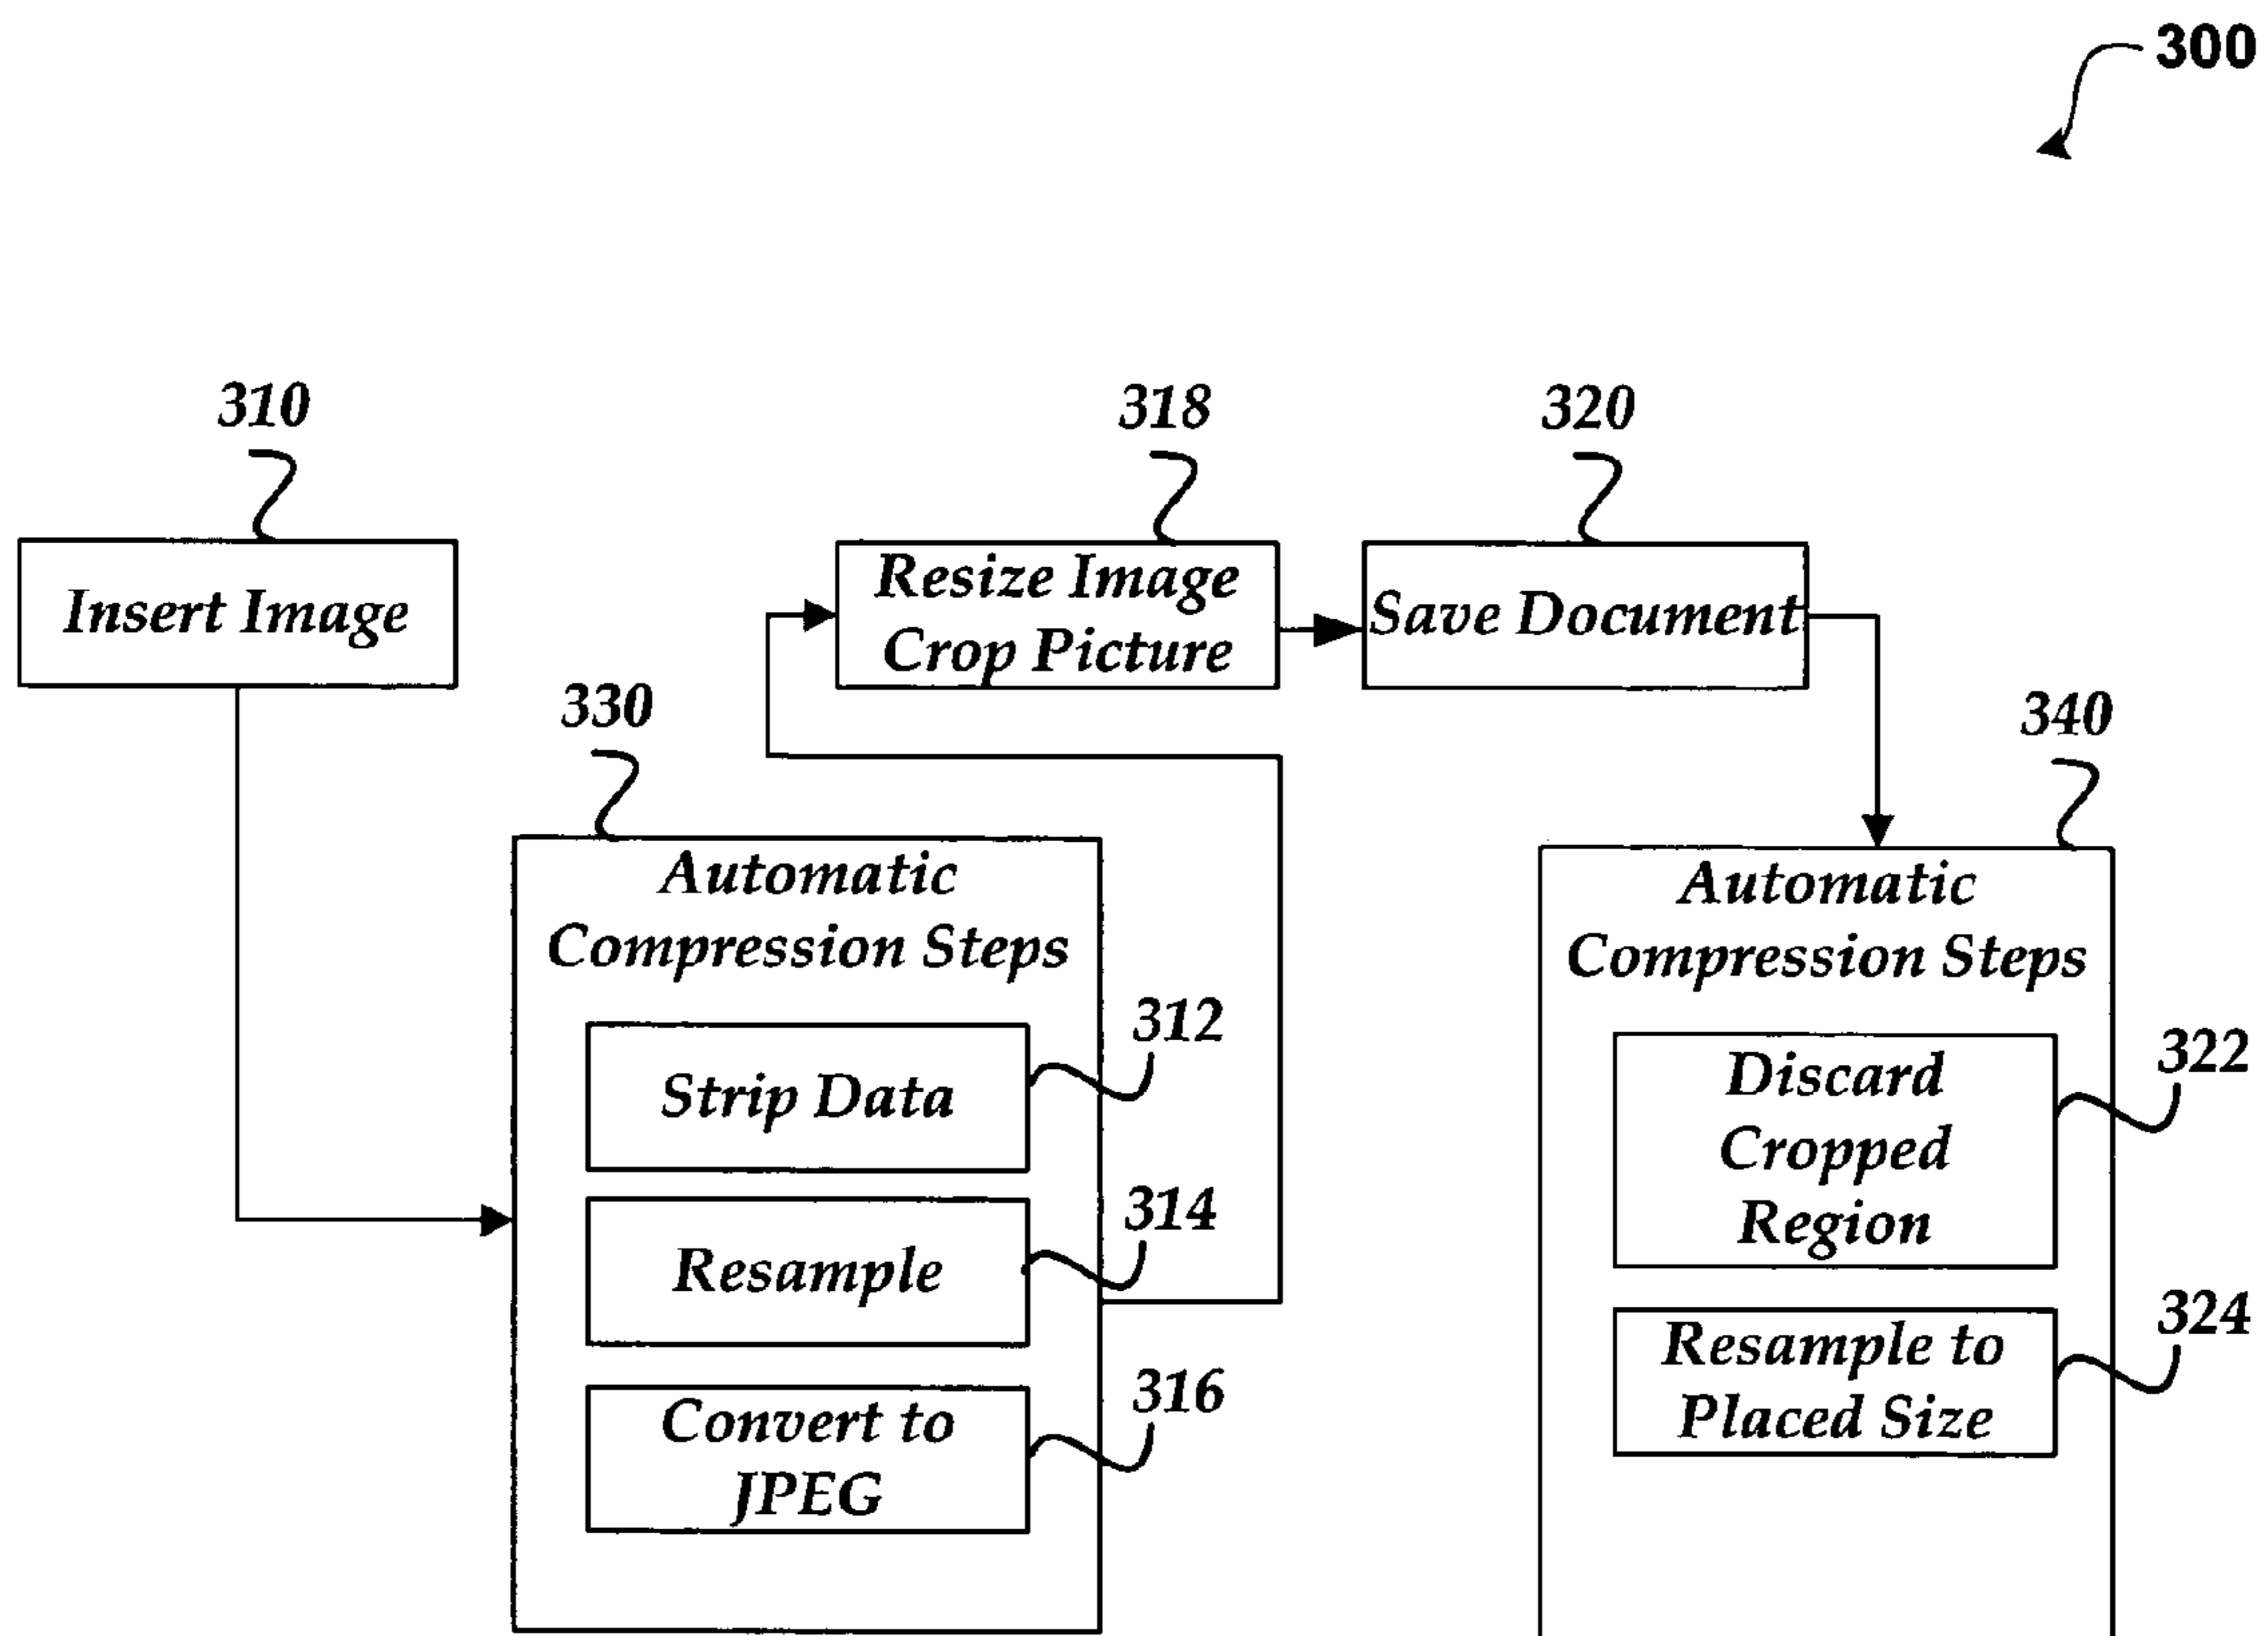 300
310
318
320
Insert Image
Resize Image
Crop Picture
Save Document
330
340
Automatic
Compression Steps
312
Strip Data
314
Resample
316
Convert to
JPEG
Automatic
Compression Steps
322
Discard
Cropped
Region
324
Resample to
Placed Size